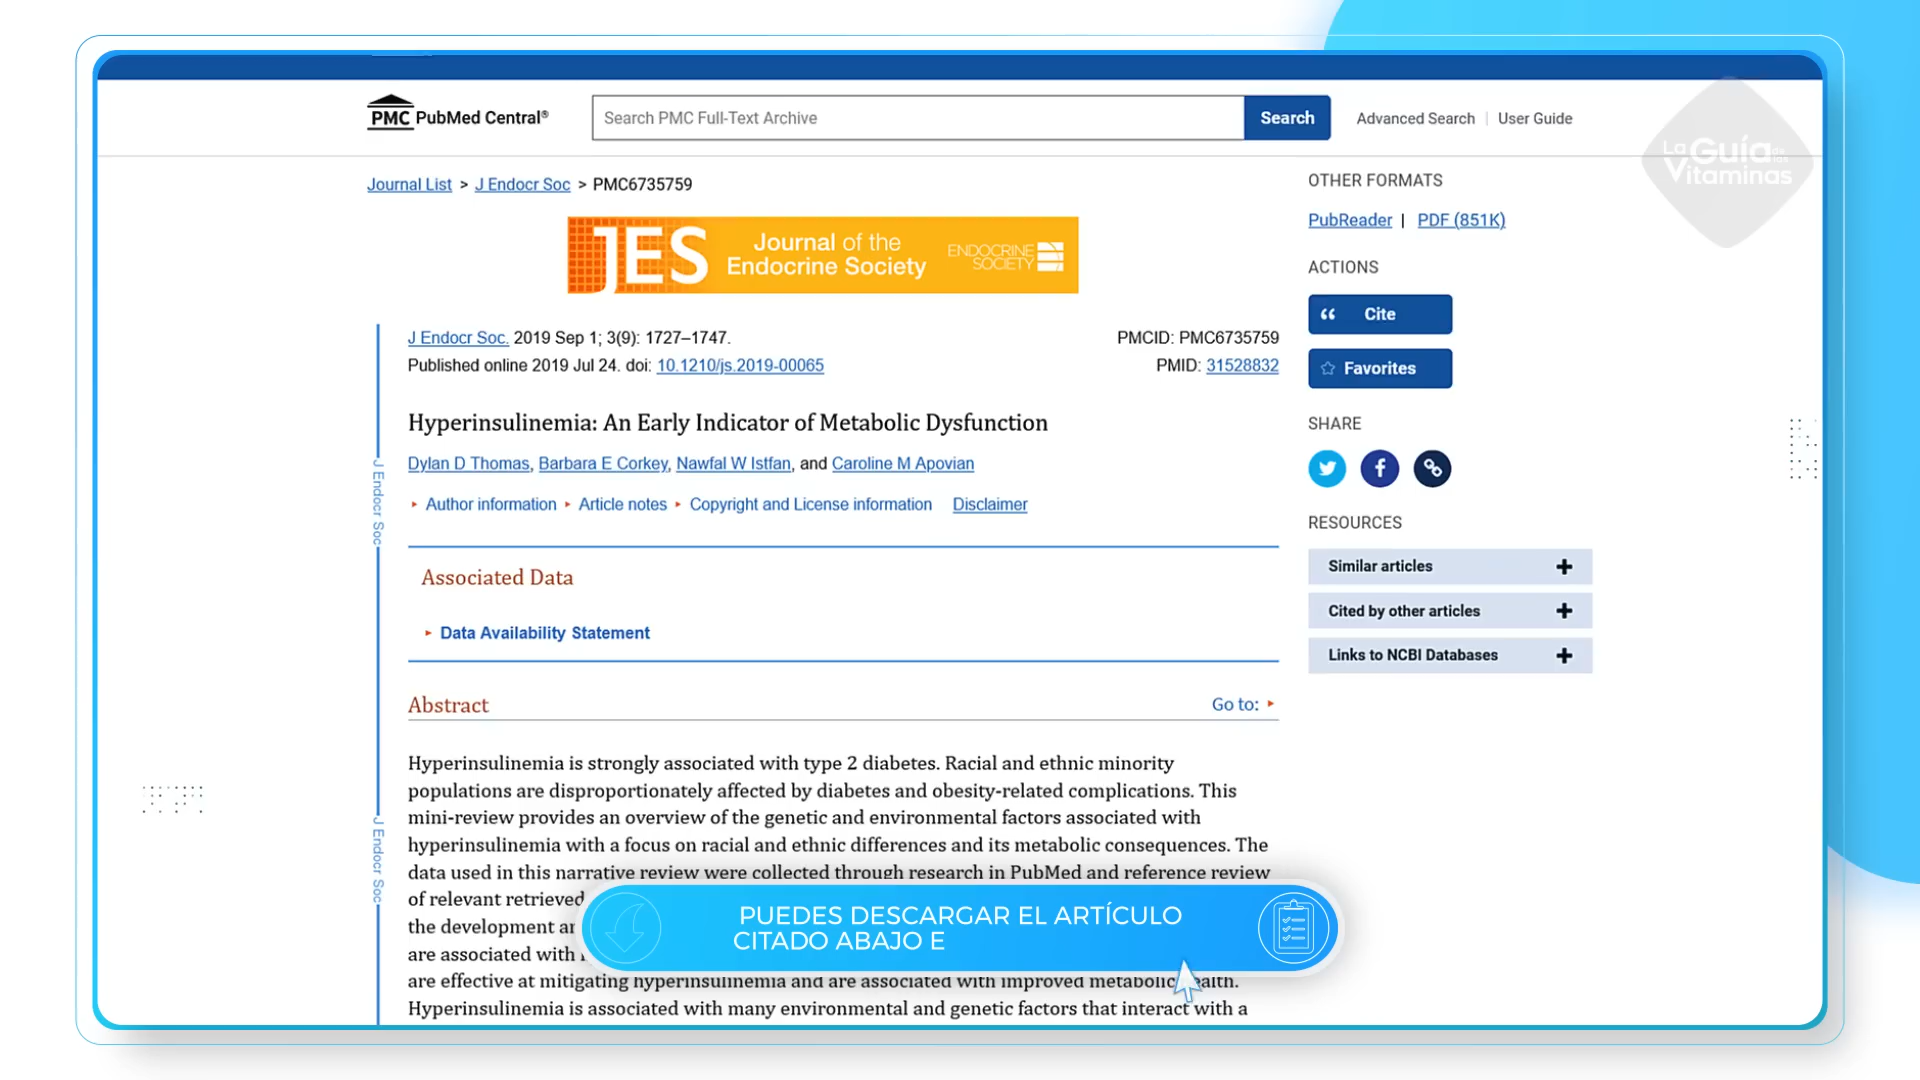 PMC PubMed Central®
Search PMC Full-Text Archive
Search
Advanced Search | User Guide
La Guía de las Vitaminas
Journal List > J Endocr Soc > PMC6735759
JES Journal of the Endocrine Society ENDOCRINE SOCIETY
J Endocr Soc. 2019 Sep 1; 3(9): 1727–1747.
PMCID: PMC6735759
Published online 2019 Jul 24. doi: 10.1210/js.2019-00065
PMID: 31528832
Hyperinsulinemia: An Early Indicator of Metabolic Dysfunction
Dylan D Thomas, Barbara E Corkey, Nawfal W Istfan, and Caroline M Apovian
Author information Article notes Copyright and License information Disclaimer
J Endocr Soc
Associated Data
Data Availability Statement
Abstract
Go to:
Hyperinsulinemia is strongly associated with type 2 diabetes. Racial and ethnic minority
populations are disproportionately affected by diabetes and obesity-related complications. This
mini-review provides an overview of the genetic and environmental factors associated with
hyperinsulinemia with a focus on racial and ethnic differences and its metabolic consequences. The
data used in this narrative review were collected through research in PubMed and reference review
of relevant retrieved
the development
are associated with
are effective at mitigating hyperinsulinemia and are associated with improved metabolic
Hyperinsulinemia is associated with many environmental and genetic factors that interact with a
J Endocr Soc
PUEDES DESCARGAR EL ARTÍCULO
CITADO ABAJO E
OTHER FORMATS
PubReader | PDF (851K)
ACTIONS
Cite
Favorites
SHARE
RESOURCES
Similar articles
Cited by other articles
Links to NCBI Databases